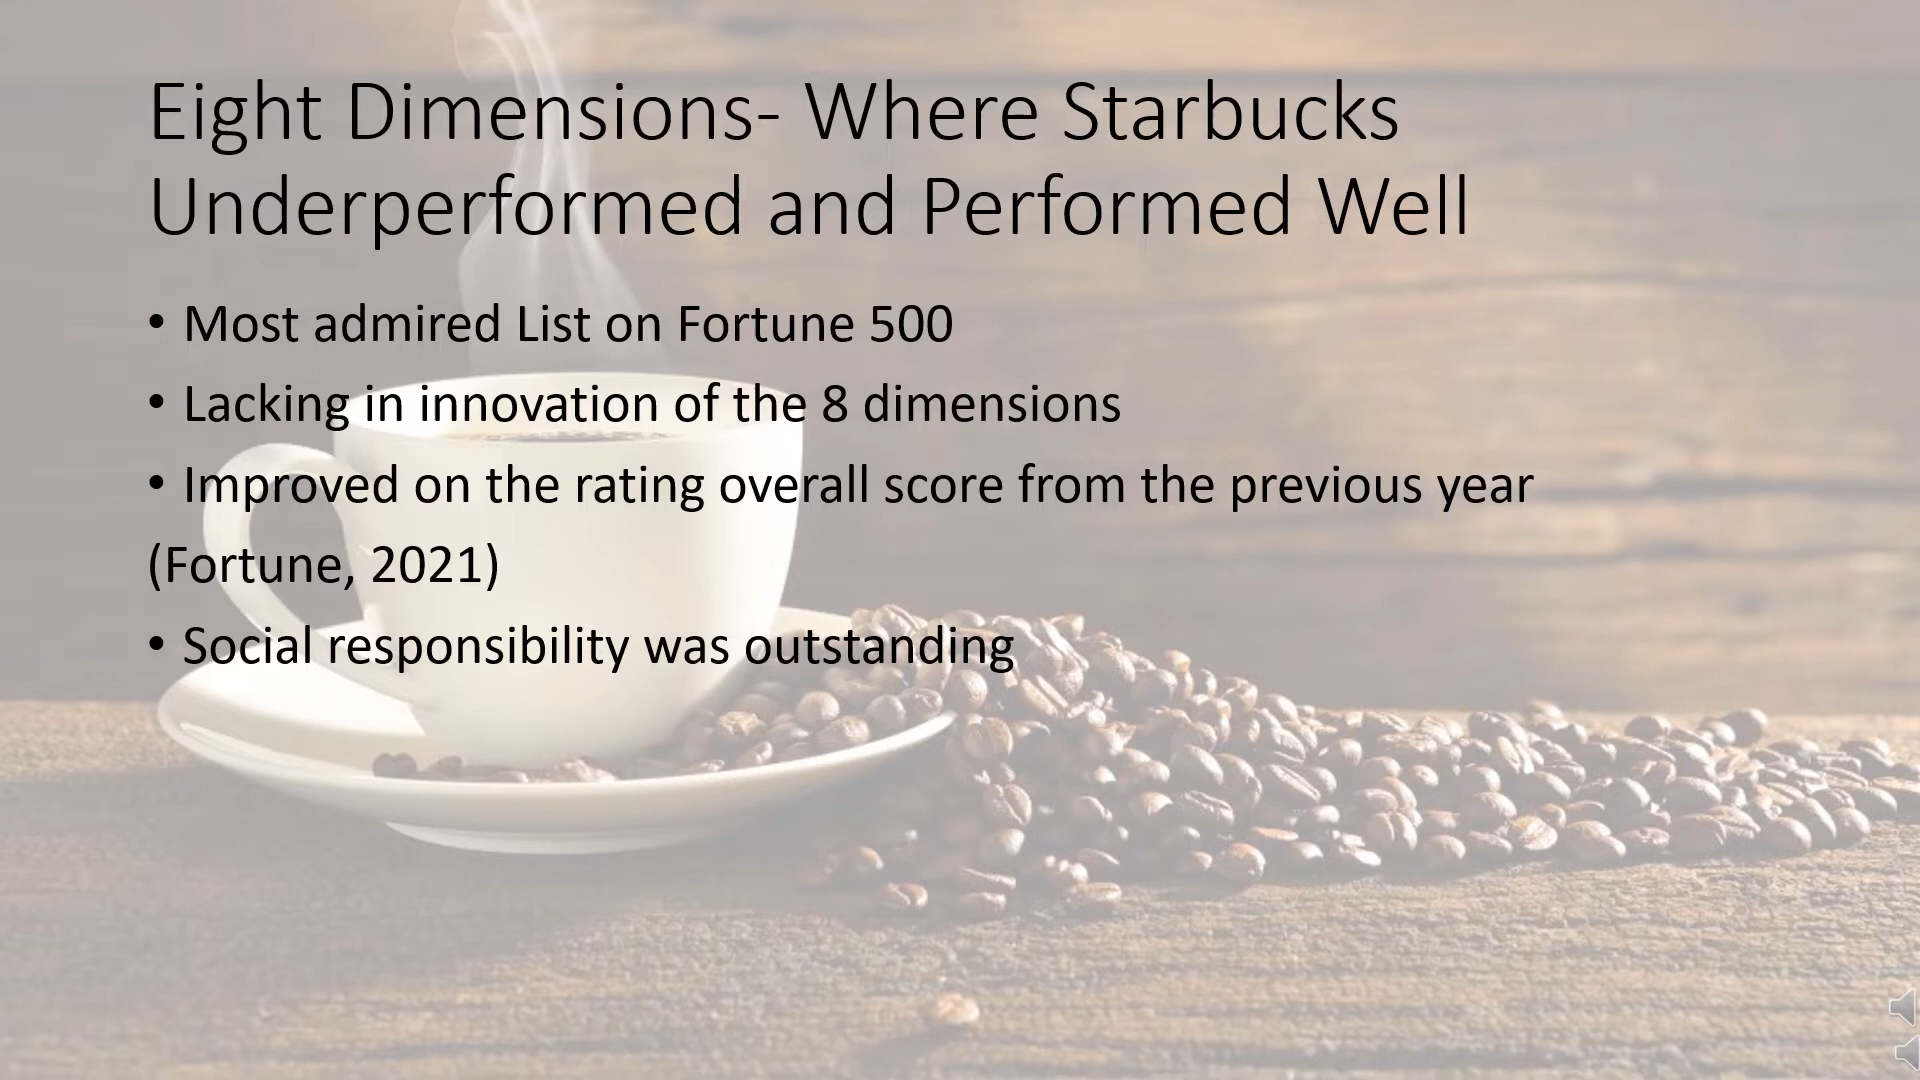 Eight Dimensions- Where Starbucks
Underperformed and Performed Well
• Most admired List on Fortune 500
• Lacking in innovation of the 8 dimensions
• Improved on the rating overall score from the previous year
(Fortune, 2021)
• Social responsibility was outstanding